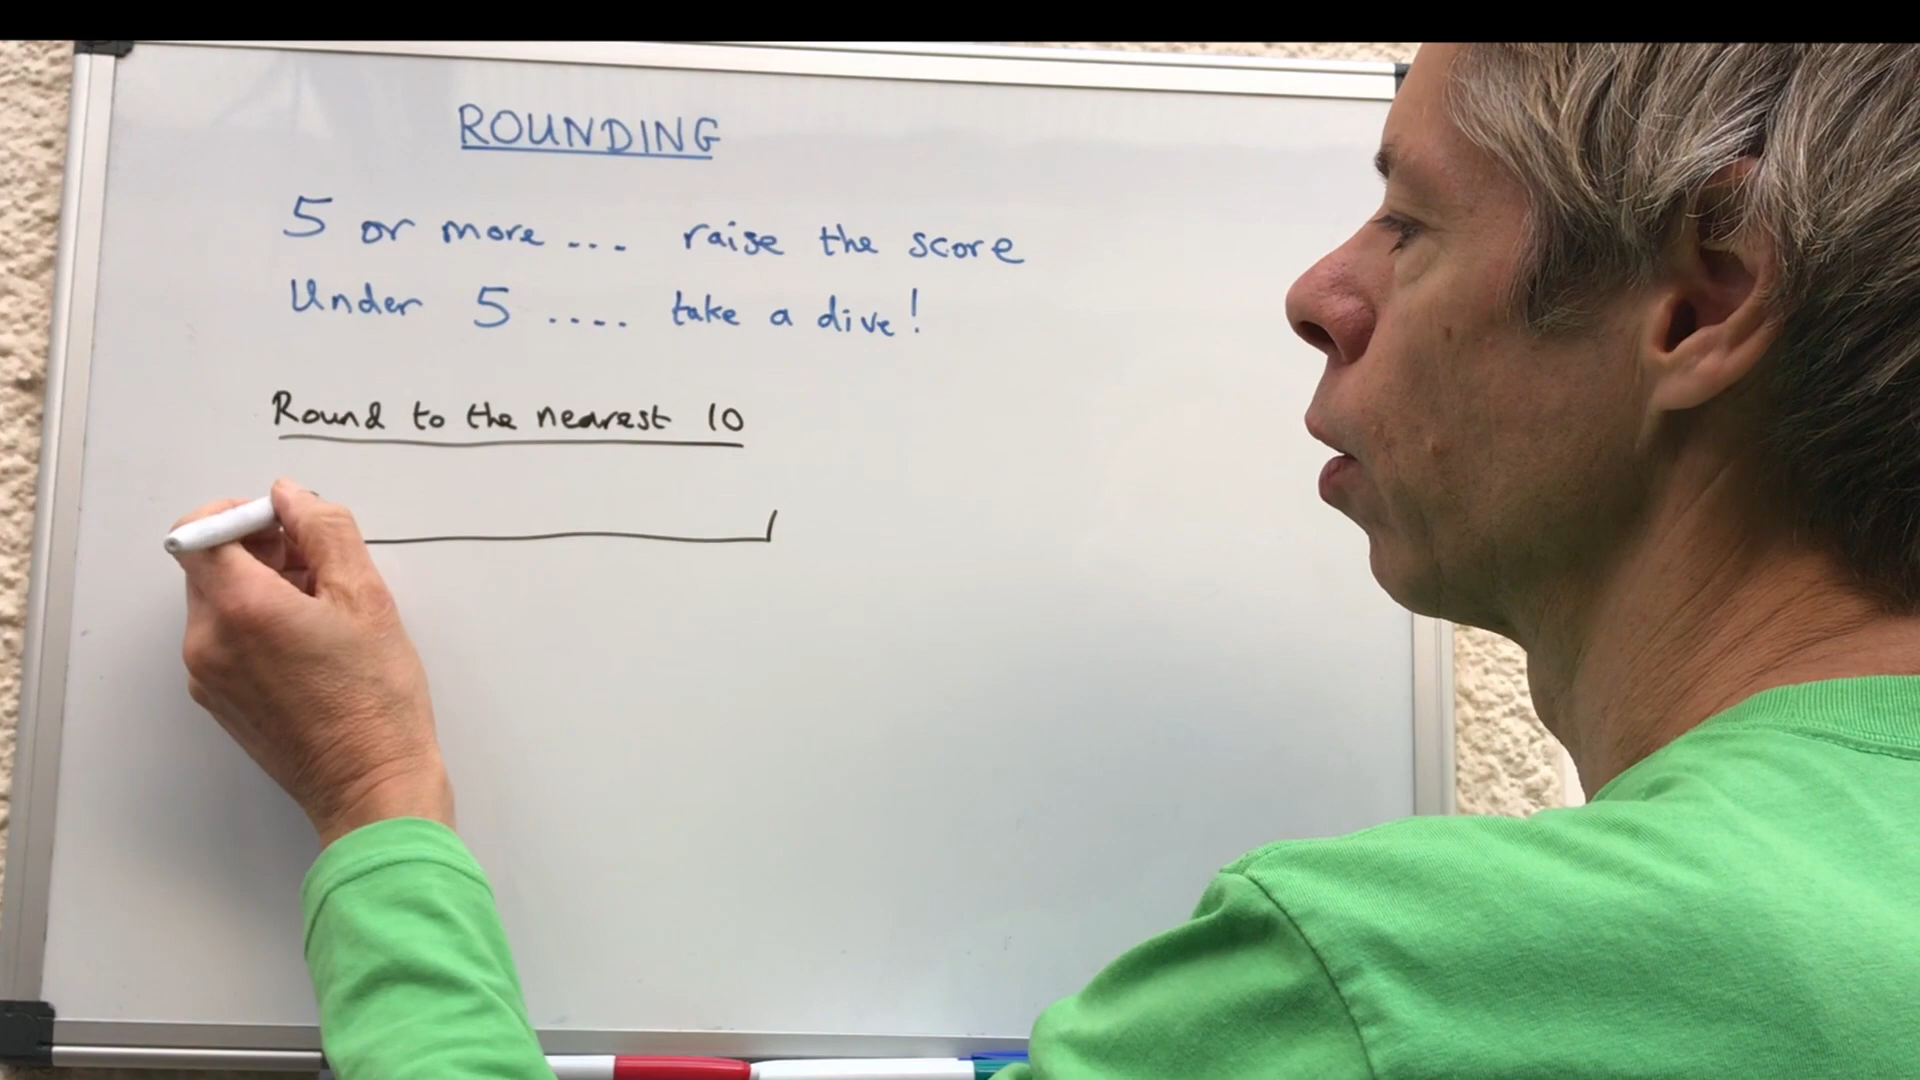 ROUNDING
5 or more ... raise the score
Under 5 .... take a dive!
Round to the nearest 10